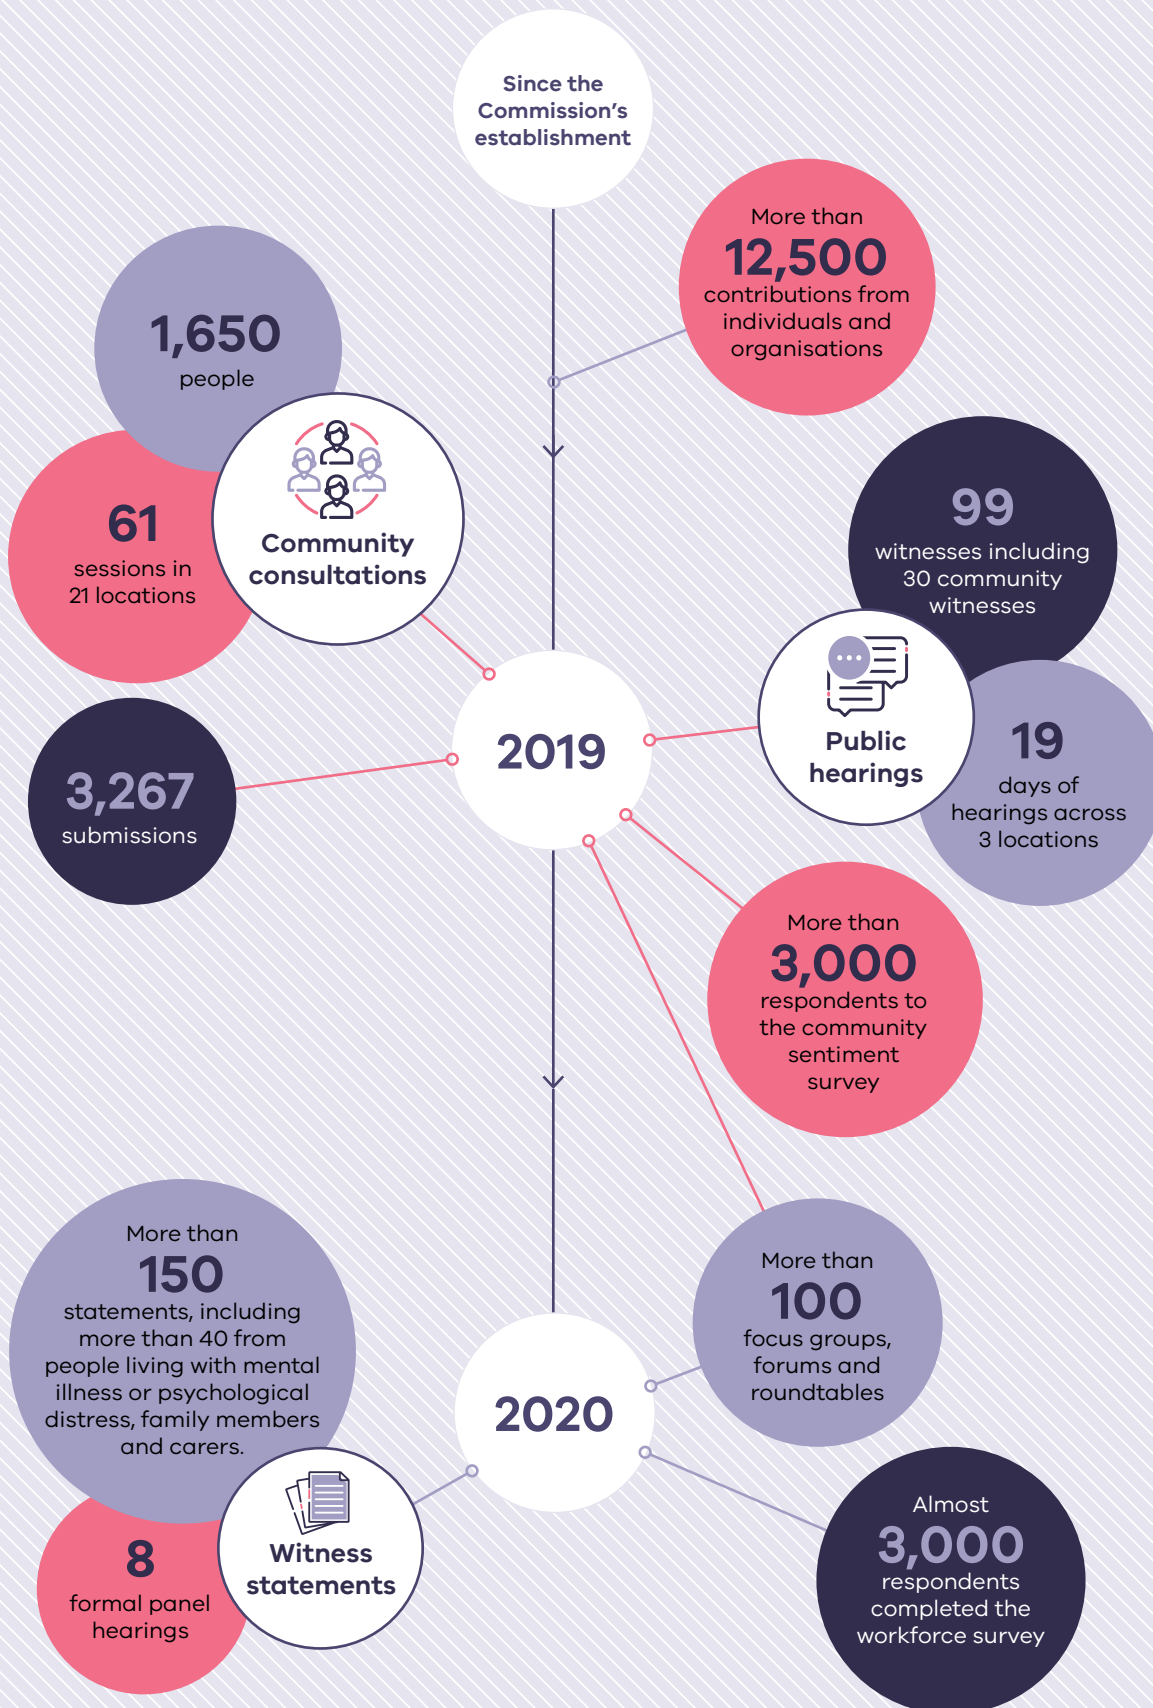 Since the
Commission's
establishment
More than
12,500
contributions from
individuals and
organisations
1,650
people
61
sessions in
21 locations
Community
consultations
99
witnesses including
30 community
witnesses
Public
hearings
19
days of
hearings across
3 locations
2019
3,267
submissions
More than
3,000
respondents to
the community
sentiment
survey
More than
150
statements, including
more than 40 from
people living with mental
illness or psychological
distress, family members
and carers.
8
formal panel
hearings
Witness
statements
2020
More than
100
focus groups,
forums and
roundtables
Almost
3,000
respondents
completed the
workforce survey